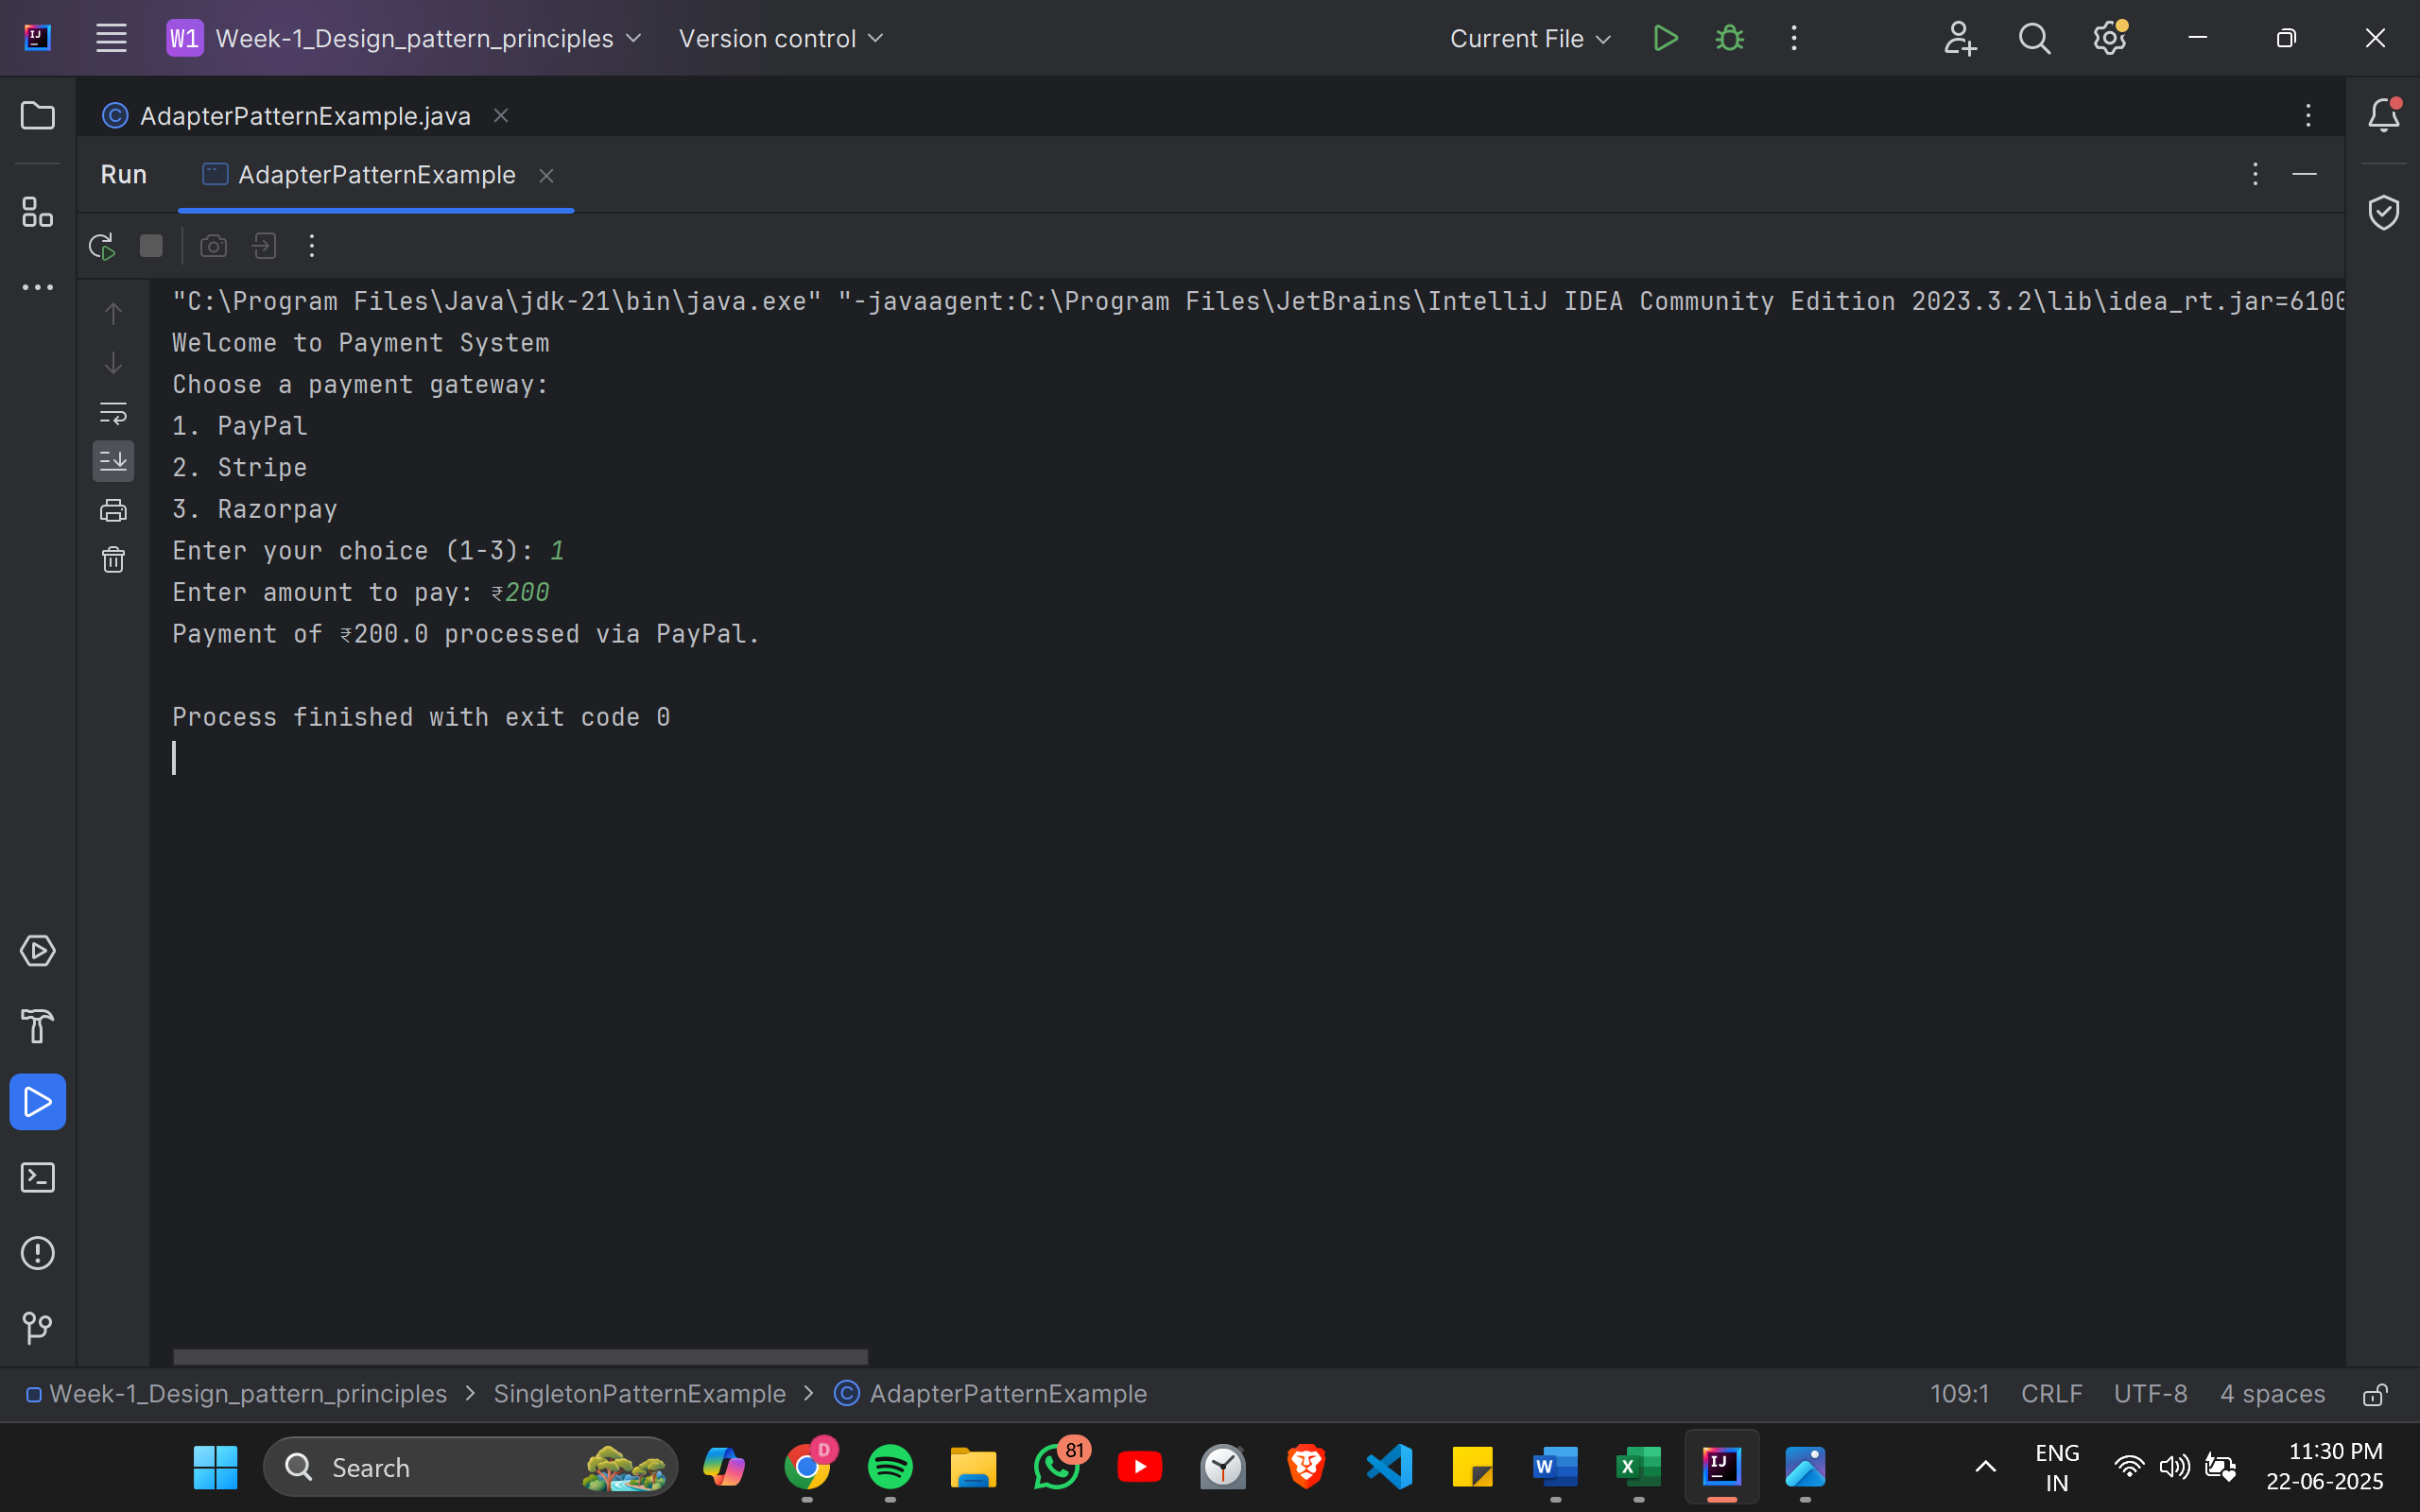 W1 Week-1_Design_pattern_principles Version control Current File
AdapterPatternExample.java
Run AdapterPatternExample
"C:\Program Files\Java\jdk-21\bin\java.exe" "-javaagent:C:\Program Files\JetBrains\IntelliJ IDEA Community Edition 2023.3.2\lib\idea_rt.jar=6100
Welcome to Payment System
Choose a payment gateway:
1. PayPal
2. Stripe
3. Razorpay
Enter your choice (1-3): 1
Enter amount to pay: ₹200
Payment of ₹200.0 processed via PayPal.
Process finished with exit code 0
Week-1_Design_pattern_principles > SingletonPatternExample > AdapterPatternExample 109:1 CRLF UTF-8 4 spaces
Search D 81 ENG 11:30 PM
IN 22-06-2025